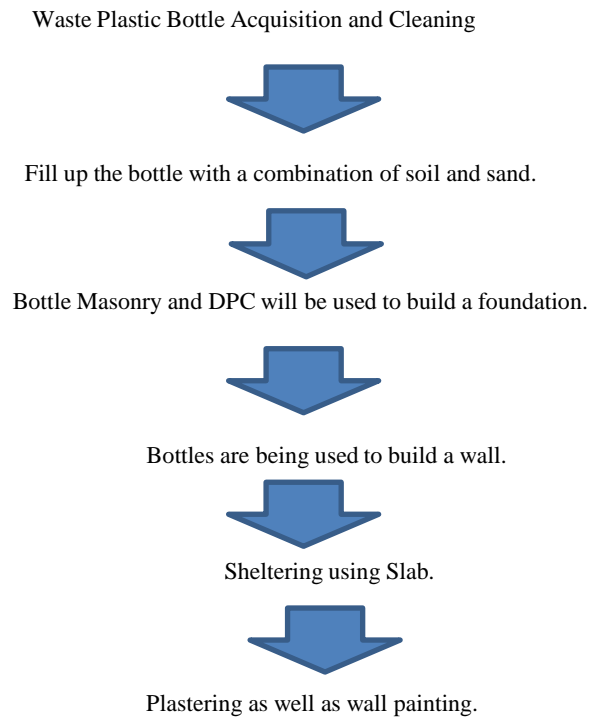 Waste Plastic Bottle Acquisition and Cleaning
Fill up the bottle with a combination of soil and sand.
Bottle Masonry and DPC will be used to build a foundation.
Bottles are being used to build a wall.
Sheltering using Slab.
Plastering as well as wall painting.